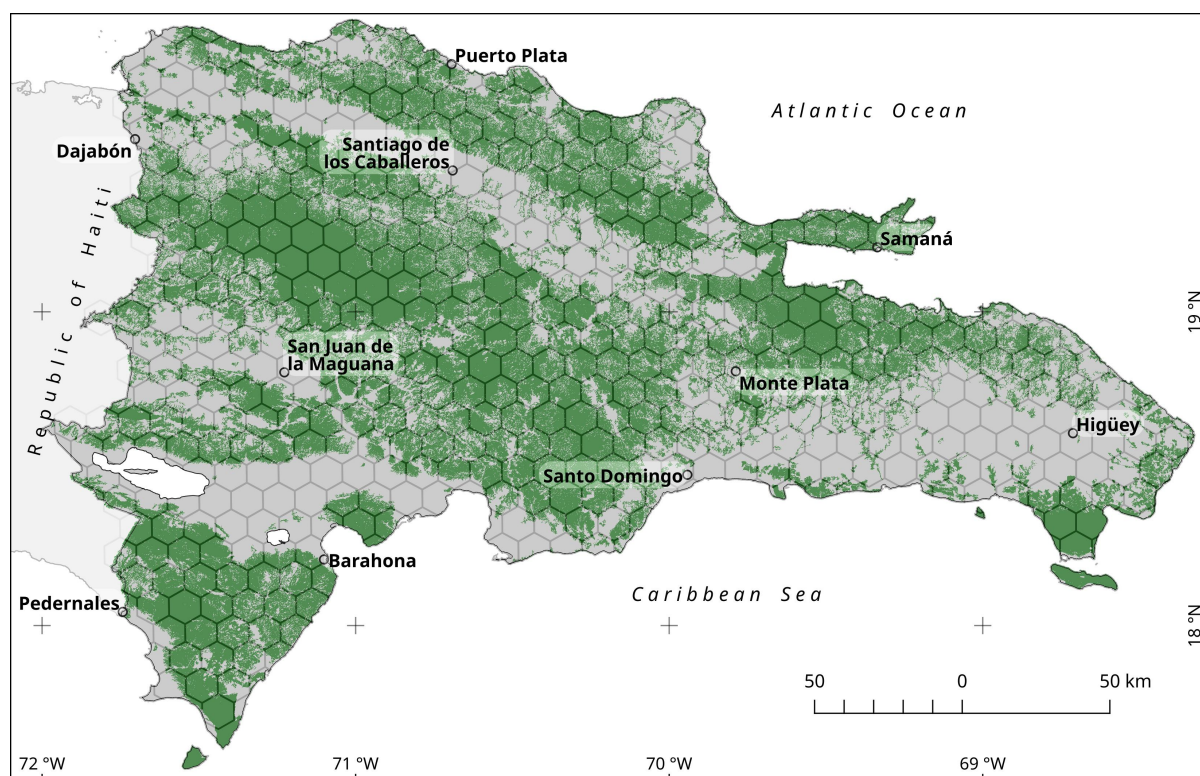 Puerto Plata
Atlantic Ocean
Dajabón
Santiago de
los Caballeros
Republic of Haiti
Samaná
19 °N
San Juan de
la Maguana
Monte Plata
Higüey
Santo Domingo
Barahona
Caribbean Sea
Pedernales
18 °N
50 0 50 km
72 °W 71 °W 70 °W 69 °W